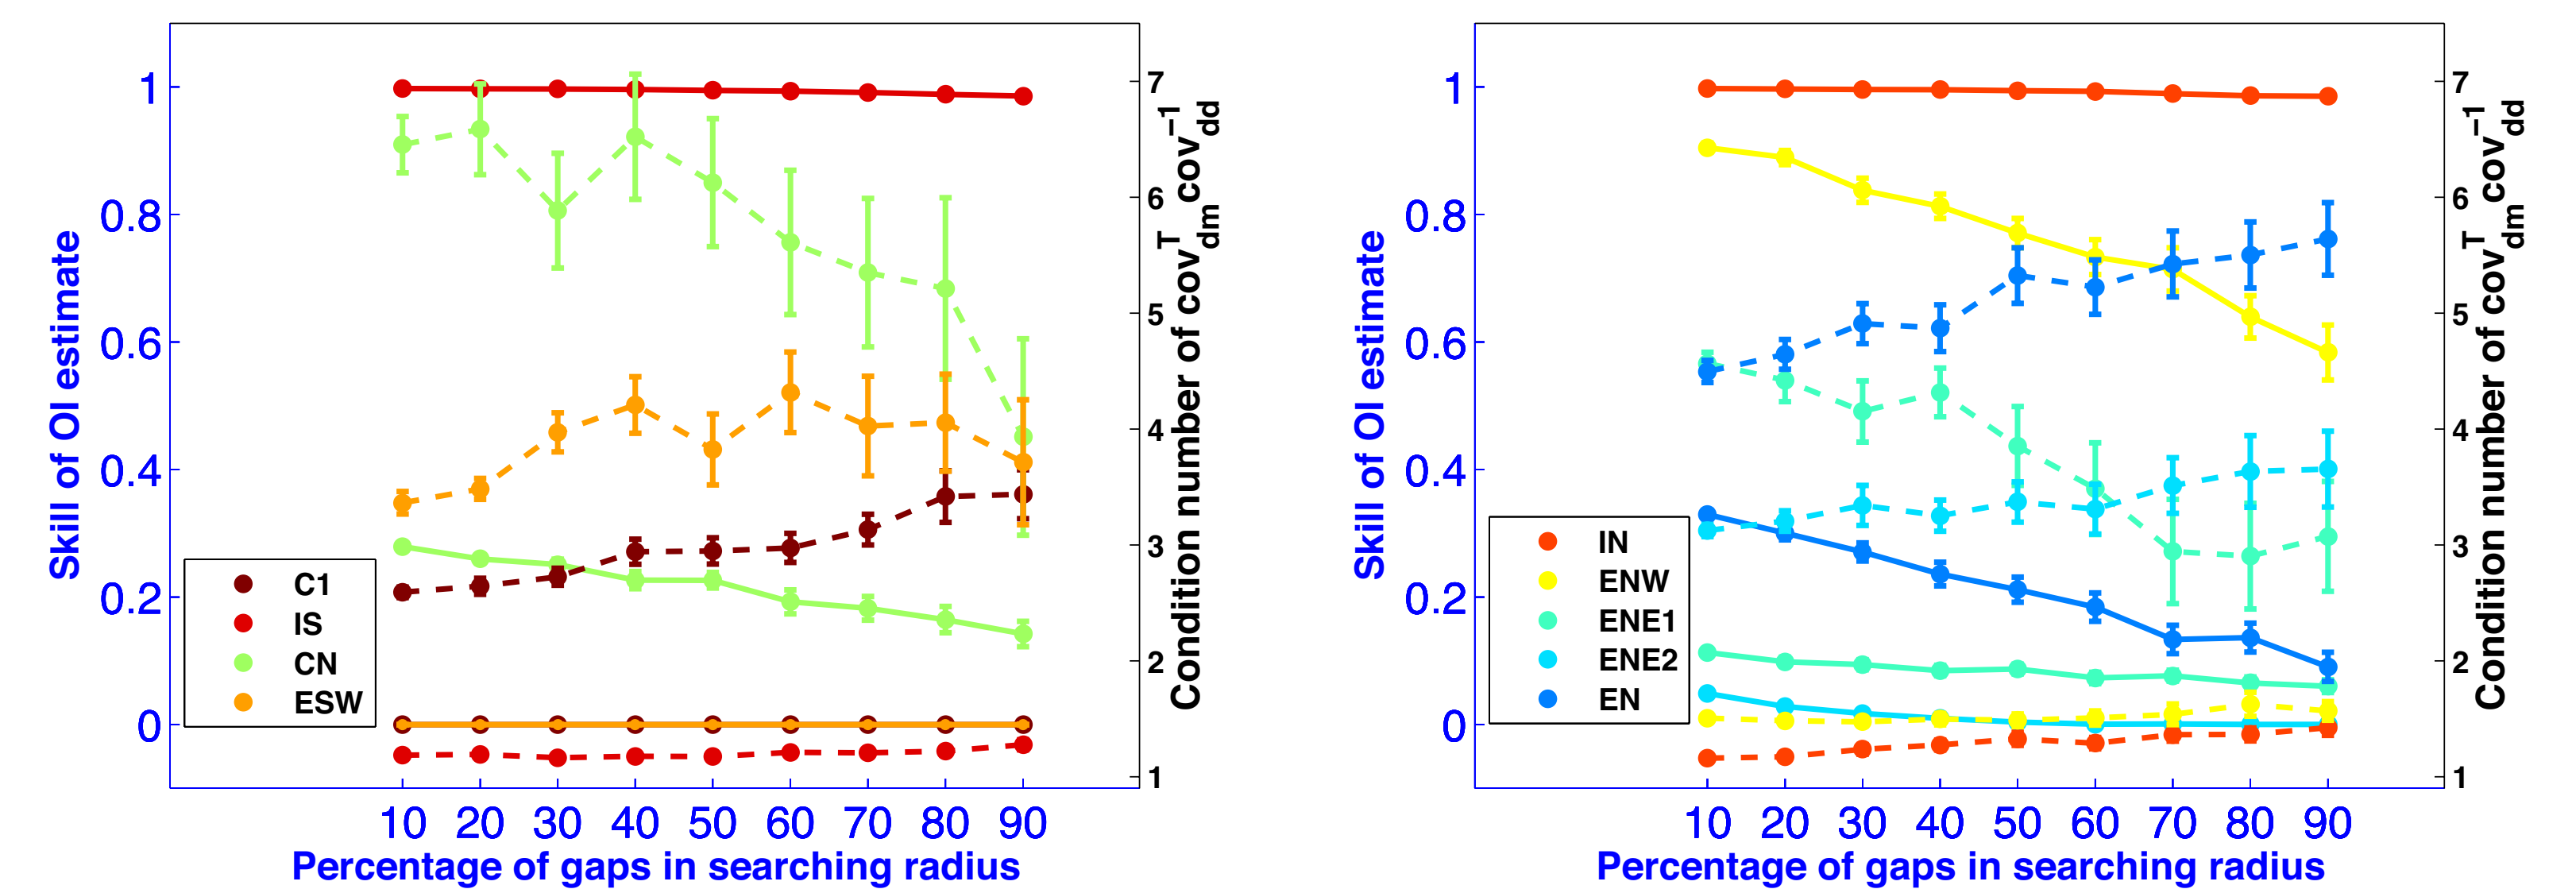 1
0.8
0.6
0.4
0.2
0
Skill of OI estimate
C1
IS
CN
ESW
10 20 30 40 50 60 70 80 90
Percentage of gaps in searching radius
7
6
5
4
3
2
1
Condition number of cov^T_dm cov^−1_dd
1
0.8
0.6
0.4
0.2
0
Skill of OI estimate
IN
ENW
ENE1
ENE2
EN
10 20 30 40 50 60 70 80 90
Percentage of gaps in searching radius
7
6
5
4
3
2
1
Condition number of cov^T_dm cov^−1_dd